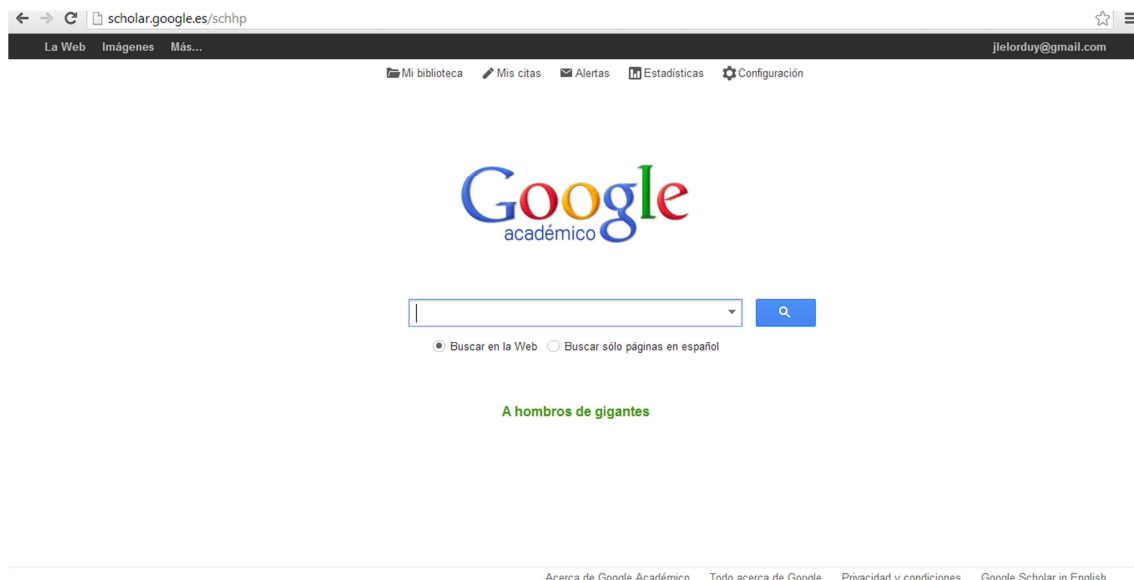 scholar.google.es/schhp
La Web Imágenes Más... jlelorduy@gmail.com
Mi biblioteca Mis citas Alertas Estadísticas Configuración
Google
académico
Buscar en la Web Buscar sólo páginas en español
A hombros de gigantes
Acerca de Google Académico Todo acerca de Google Privacidad y condiciones Google Scholar in English